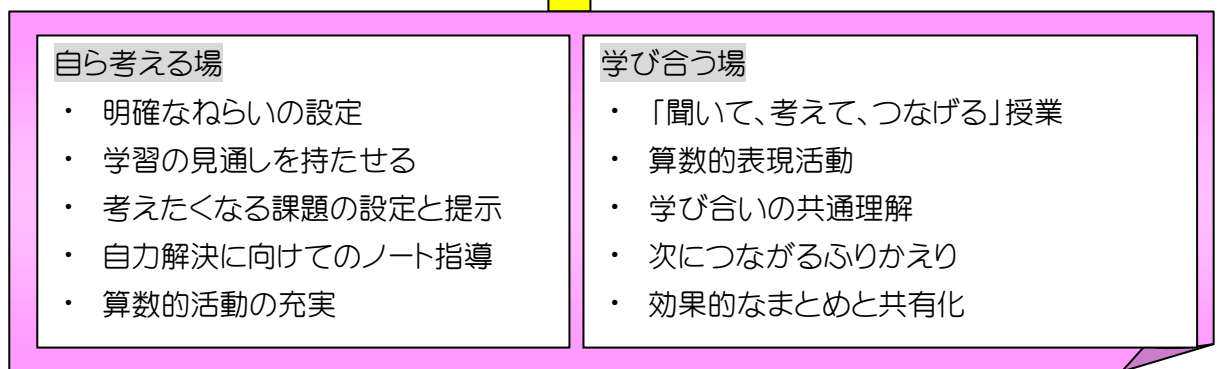 自ら考える場
・ 明確なねらいの設定
・ 学習の見通しを持たせる
・ 考えたくなる課題の設定と提示
・ 自力解決に向けてのノート指導
・ 算数的活動の充実
学び合う場
・ 「聞いて、考えて、つなげる」授業
・ 算数的表現活動
・ 学び合いの共通理解
・ 次につながるふりかえり
・ 効果的なまとめと共有化